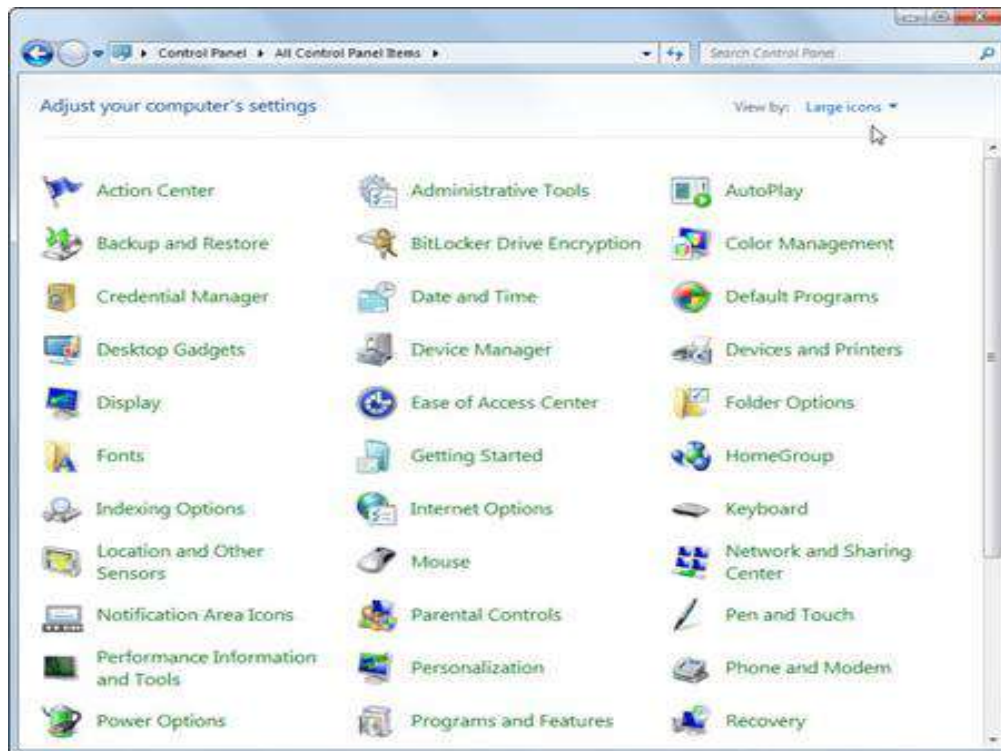 Control Panel All Control Panel Items
Search Control Panel
Adjust your computer's settings
View by: Large icons
Action Center Administrative Tools AutoPlay
Backup and Restore BitLocker Drive Encryption Color Management
Credential Manager Date and Time Default Programs
Desktop Gadgets Device Manager Devices and Printers
Display Ease of Access Center Folder Options
Fonts Getting Started HomeGroup
Indexing Options Internet Options Keyboard
Location and Other
Sensors
Mouse
Network and Sharing
Center
Notification Area Icons Parental Controls Pen and Touch
Performance Information
and Tools
Personalization
Phone and Modem
Power Options Programs and Features Recovery